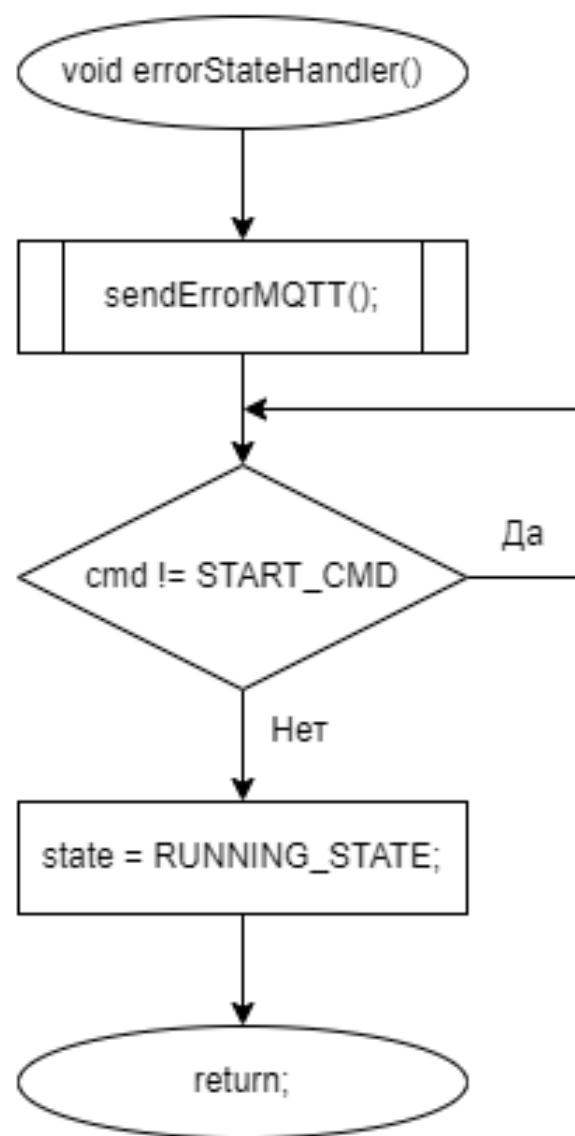 void errorStateHandler()
sendErrorMQTT();
Да
cmd != START_CMD
Нет
state = RUNNING_STATE;
return;